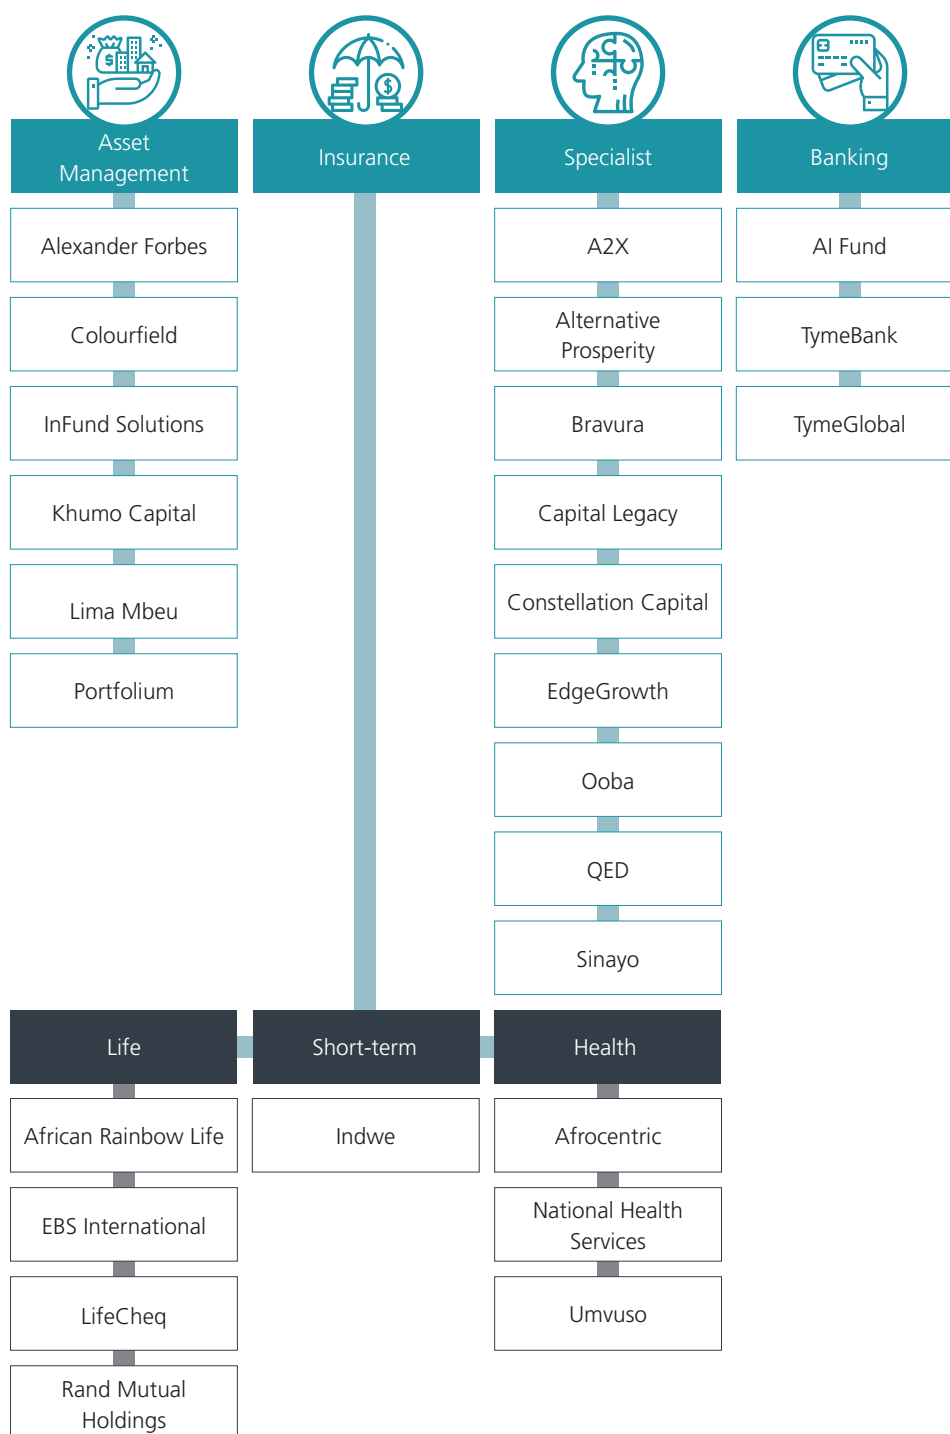 Asset
Management
Insurance
Specialist
Banking
Alexander Forbes
Colourfield
InFund Solutions
Khumo Capital
Lima Mbeu
Portfolium
A2X
Alternative
Prosperity
Bravura
Capital Legacy
Constellation Capital
EdgeGrowth
Ooba
QED
Sinayo
AI Fund
TymeBank
TymeGlobal
Life
Short-term
Health
African Rainbow Life
EBS International
LifeCheq
Rand Mutual
Holdings
Indwe
Afrocentric
National Health
Services
Umvuso